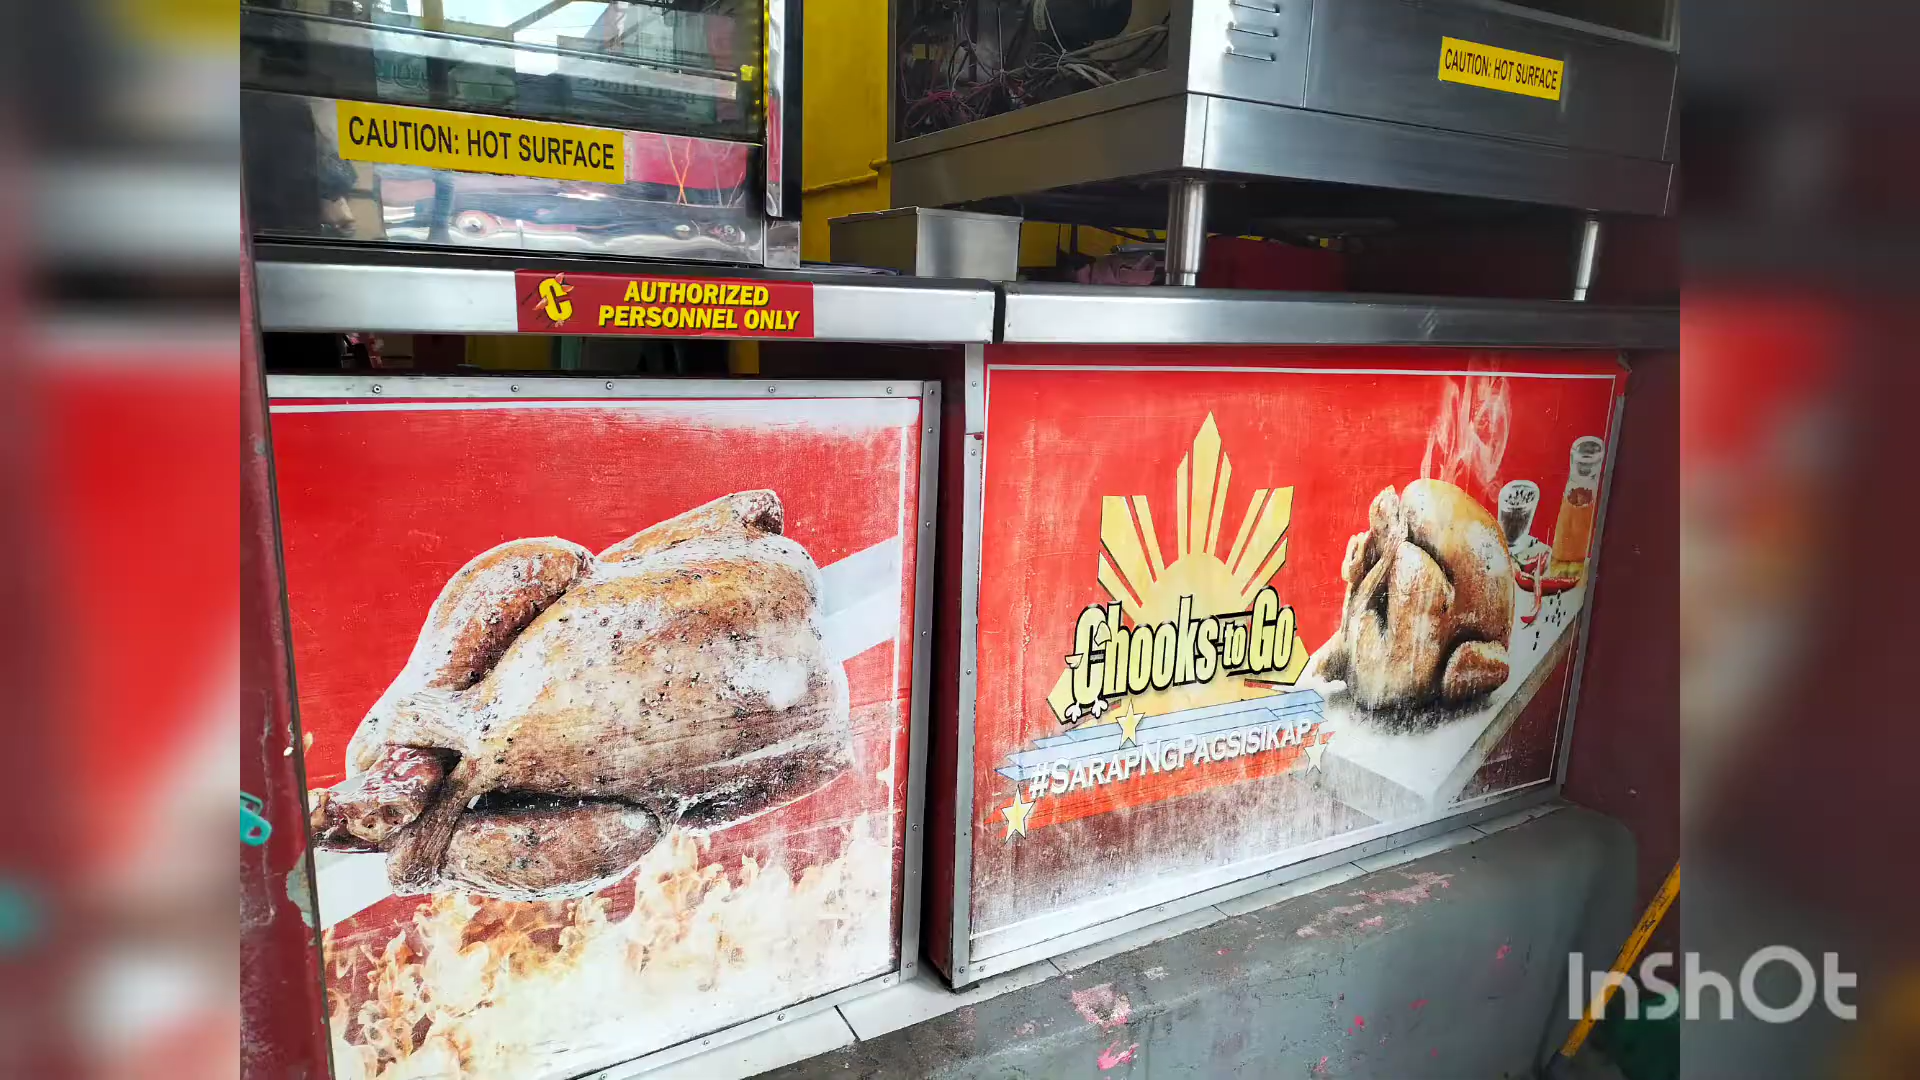 CAUTION: HOT SURFACE
CAUTION: HOT SURFACE
C AUTHORIZED
PERSONNEL ONLY
Chooks to Go
#SARAPNGPAGSISIKAP
InShOt